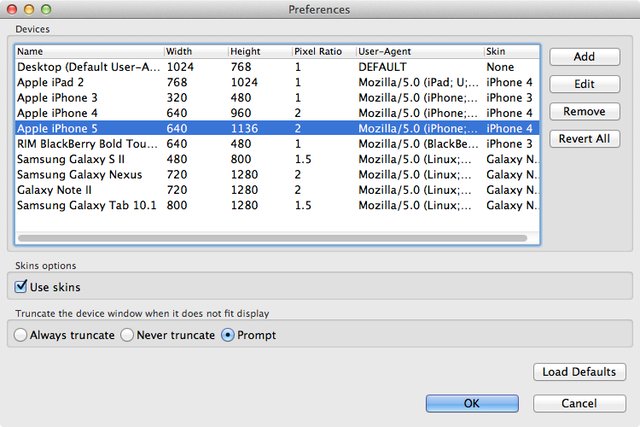 Preferences
Devices
Name Width Height Pixel Ratio User-Agent Skin
Desktop (Default User-A... 1024 768 1 DEFAULT None
Apple iPad 2 768 1024 1 Mozilla/5.0 (iPad; U;... iPhone 4
Apple iPhone 3 320 480 1 Mozilla/5.0 (iPhone;... iPhone 3
Apple iPhone 4 640 960 2 Mozilla/5.0 (iPhone;... iPhone 4
Apple iPhone 5 640 1136 2 Mozilla/5.0 (iPhone;... iPhone 4
RIM BlackBerry Bold Tou... 640 480 1 Mozilla/5.0 (BlackBe... iPhone 3
Samsung Galaxy S II 480 800 1.5 Mozilla/5.0 (Linux;... Galaxy N...
Samsung Galaxy Nexus 720 1280 2 Mozilla/5.0 (Linux;... Galaxy N...
Galaxy Note II 720 1280 2 Mozilla/5.0 (Linux;... Galaxy N...
Samsung Galaxy Tab 10.1 800 1280 1.5 Mozilla/5.0 (Linux;... Galaxy N...
Add
Edit
Remove
Revert All
Skins options
Use skins
Truncate the device window when it does not fit display
Always truncate Never truncate Prompt
Load Defaults
OK Cancel